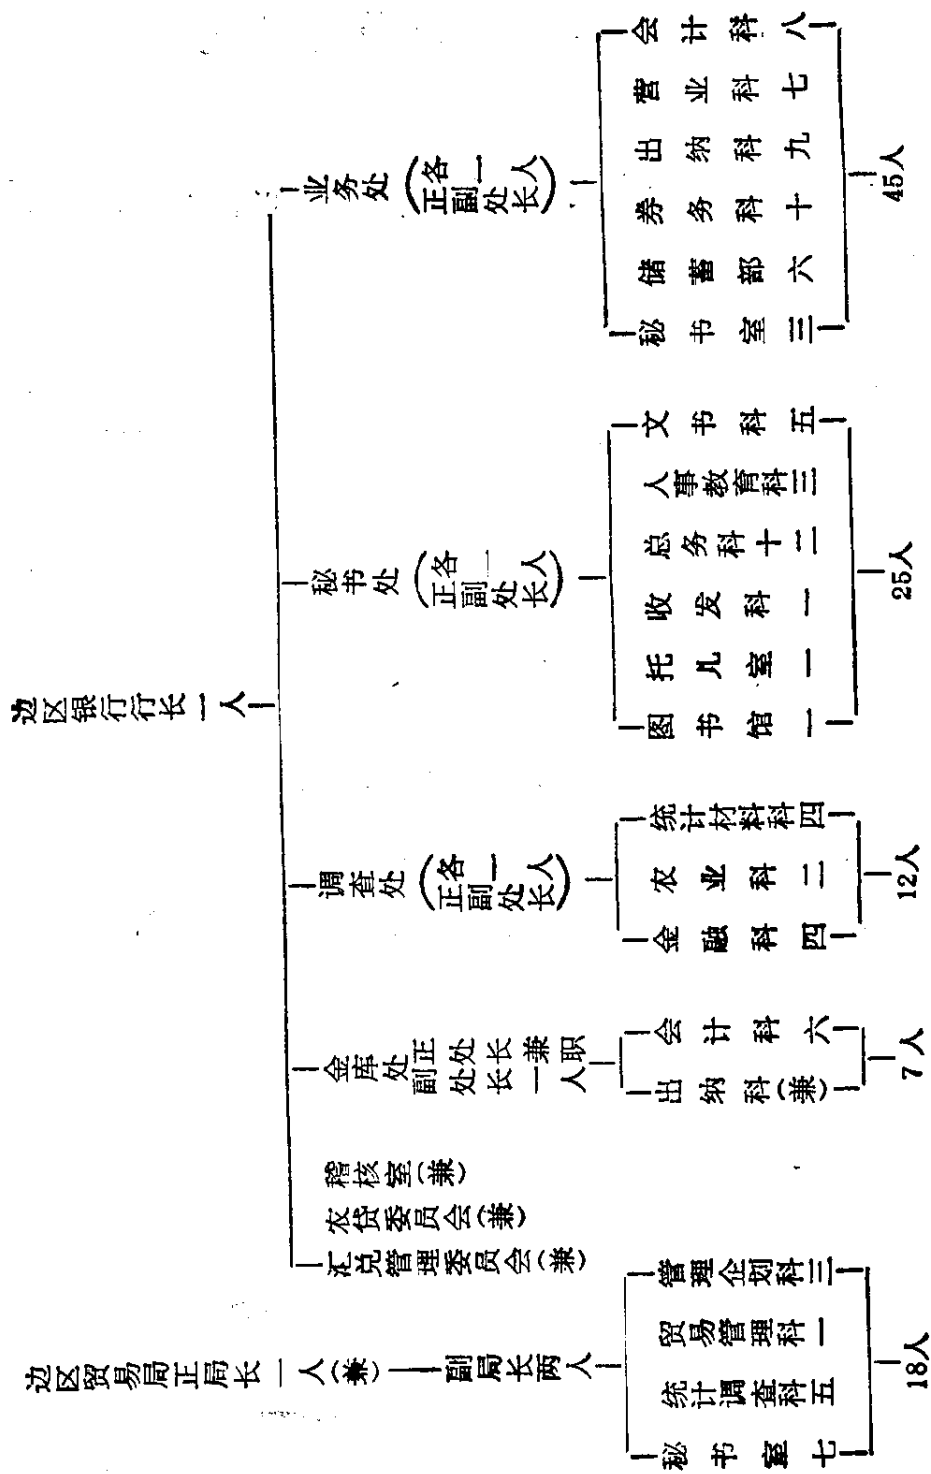 边区银行行长一人
业务处(正副处长各一人)
会计科八
营业科七
出纳科九
券务科十
储蓄部六
秘书室三
45人
秘书处(正副处长各一人)
文书科五
人事教育科三
总务科十二
收发科一
托儿室一
图书馆一
25人
调查处(正副处长各一人)
统计材料科四
农业科二
金融科四
12人
金库处正处长兼职
副处长一人
会计科六
出纳科(兼)
7人
稽核室(兼)
农贷委员会(兼)
汇兑管理委员会(兼)
边区贸易局正局长一人(兼)
副局长两人
管理企划科三
贸易管理科一
统计调查科五
秘书室七
18人